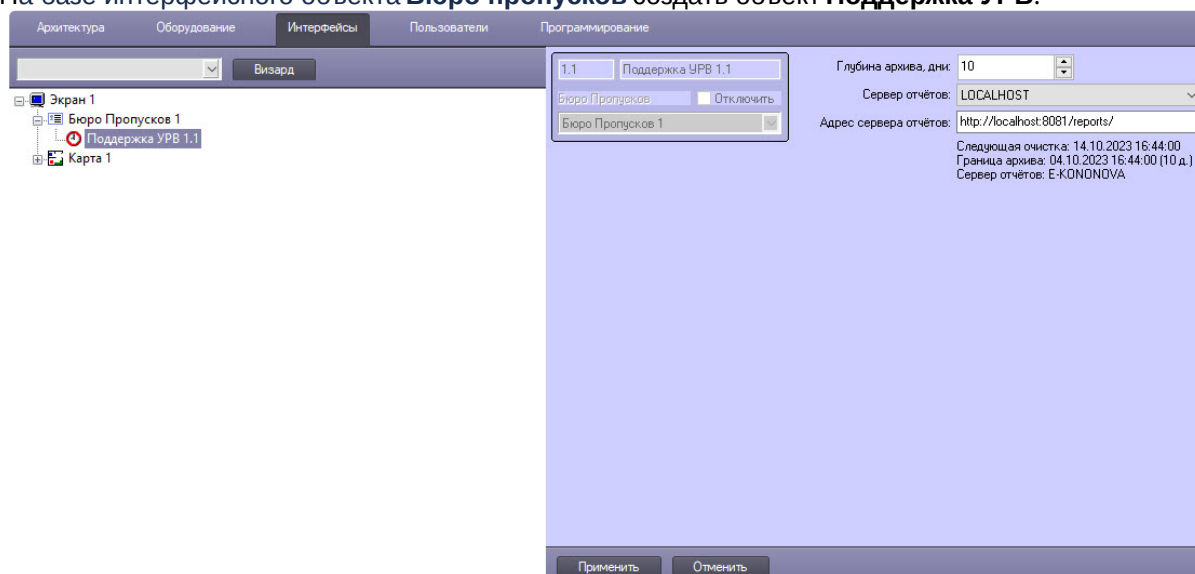 На базе интерфейсного объекта Бюро пропусков создать объект Поддержка УРВ.
Архитектура Оборудование Интерфейсы Пользователи Программирование
Визард
Экран 1
Бюро Пропусков 1
Поддержка УРВ 1.1
Карта 1
1.1 Поддержка УРВ 1.1
Бюро Пропусков Отключить
Бюро Пропусков 1
Глубина архива, дни: 10
Сервер отчётов: LOCALHOST
Адрес сервера отчётов: http://localhost:8081/reports/
Следующая очистка: 14.10.2023 16:44:00
Граница архива: 04.10.2023 16:44:00 (10 д.)
Сервер отчётов: E-KONONOVA
Применить Отменить